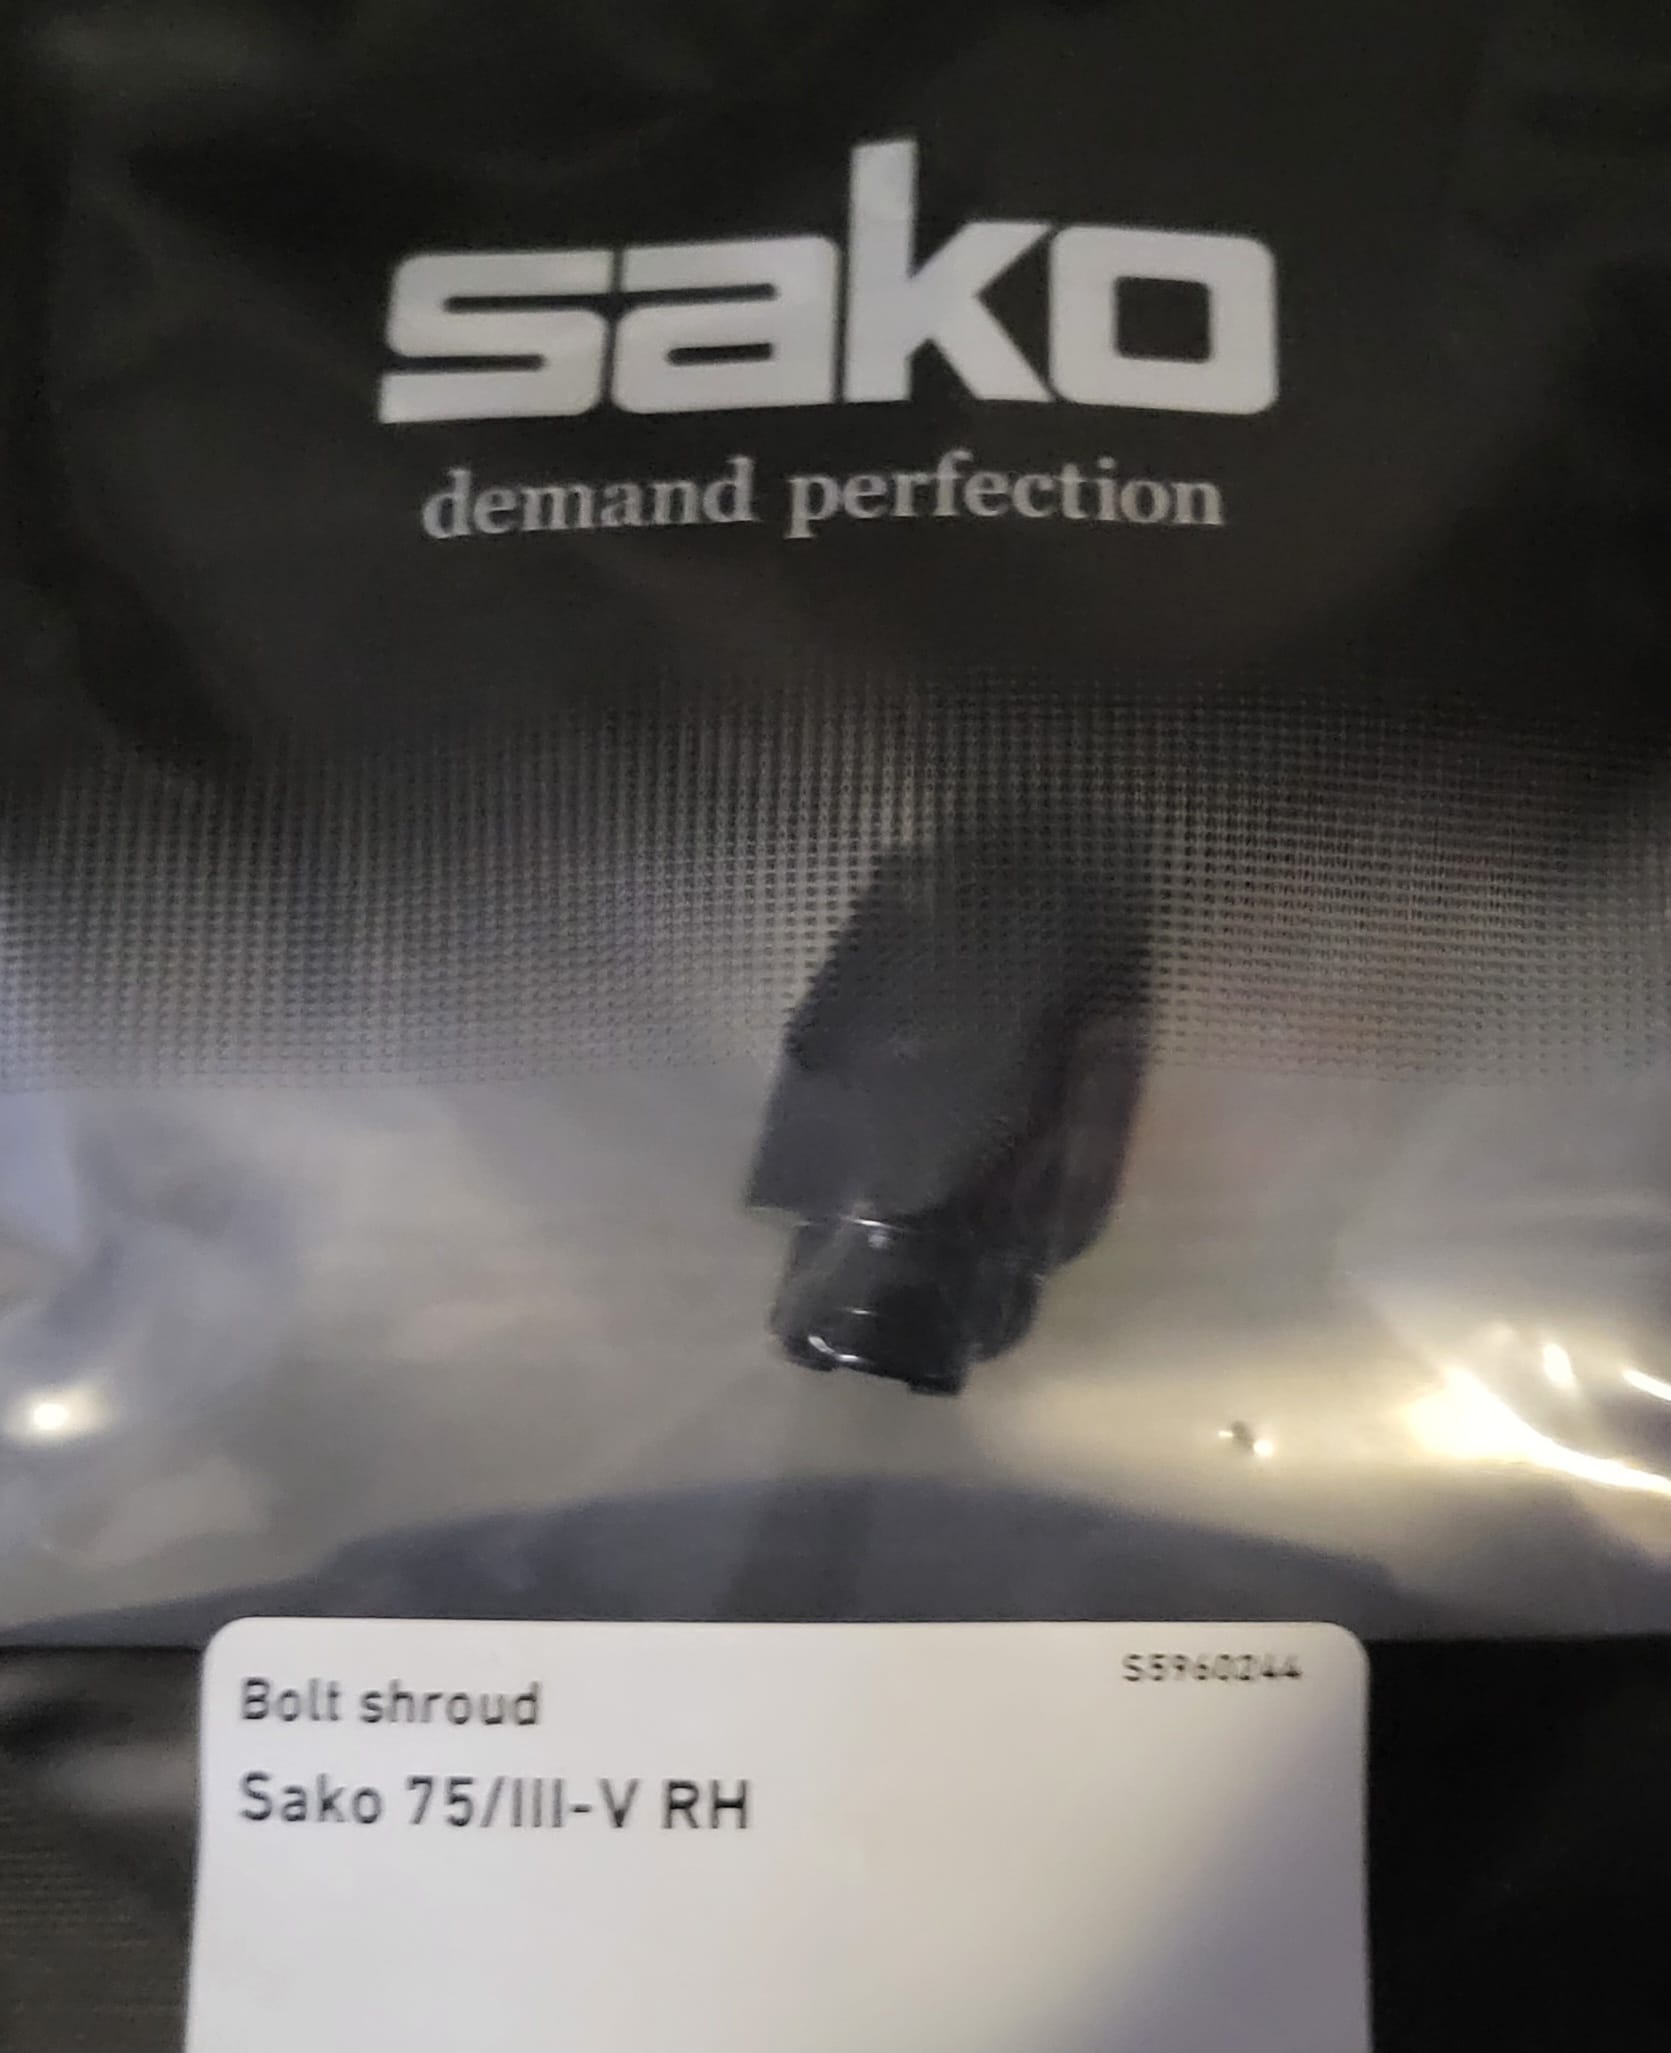 sako
demand perfection
S5960244
Bolt shroud
Sako 75/III-V RH